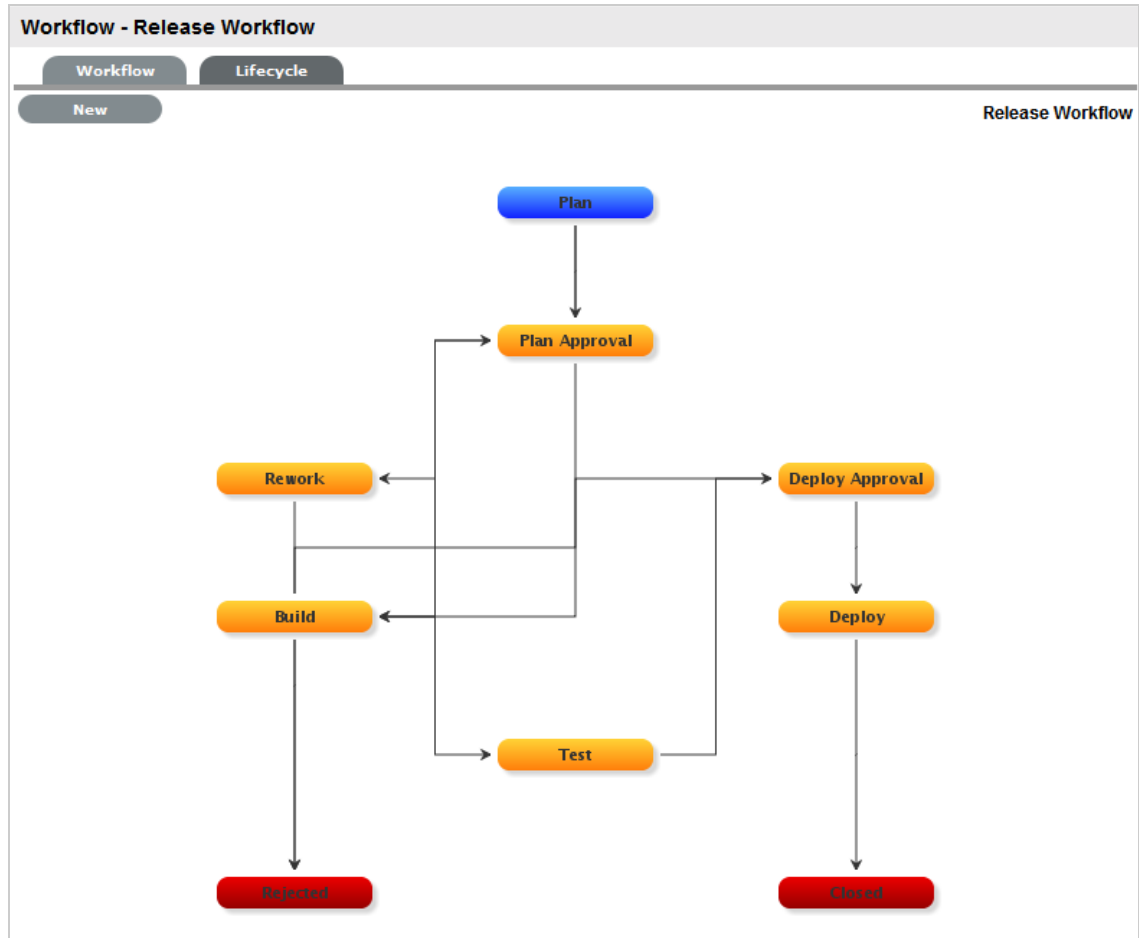 Workflow - Release Workflow
Workflow
Lifecycle
New
Release Workflow
Plan
Plan Approval
Rework
Deploy Approval
Build
Deploy
Test
Rejected
Closed